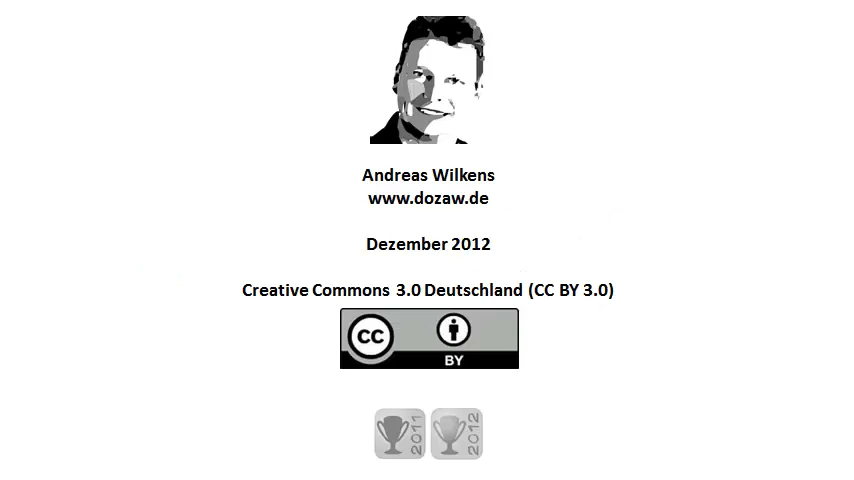 Andreas Wilkens
www.dozaw.de
Dezember 2012
Creative Commons 3.0 Deutschland (CC BY 3.0)
CC
BY
2011
2012